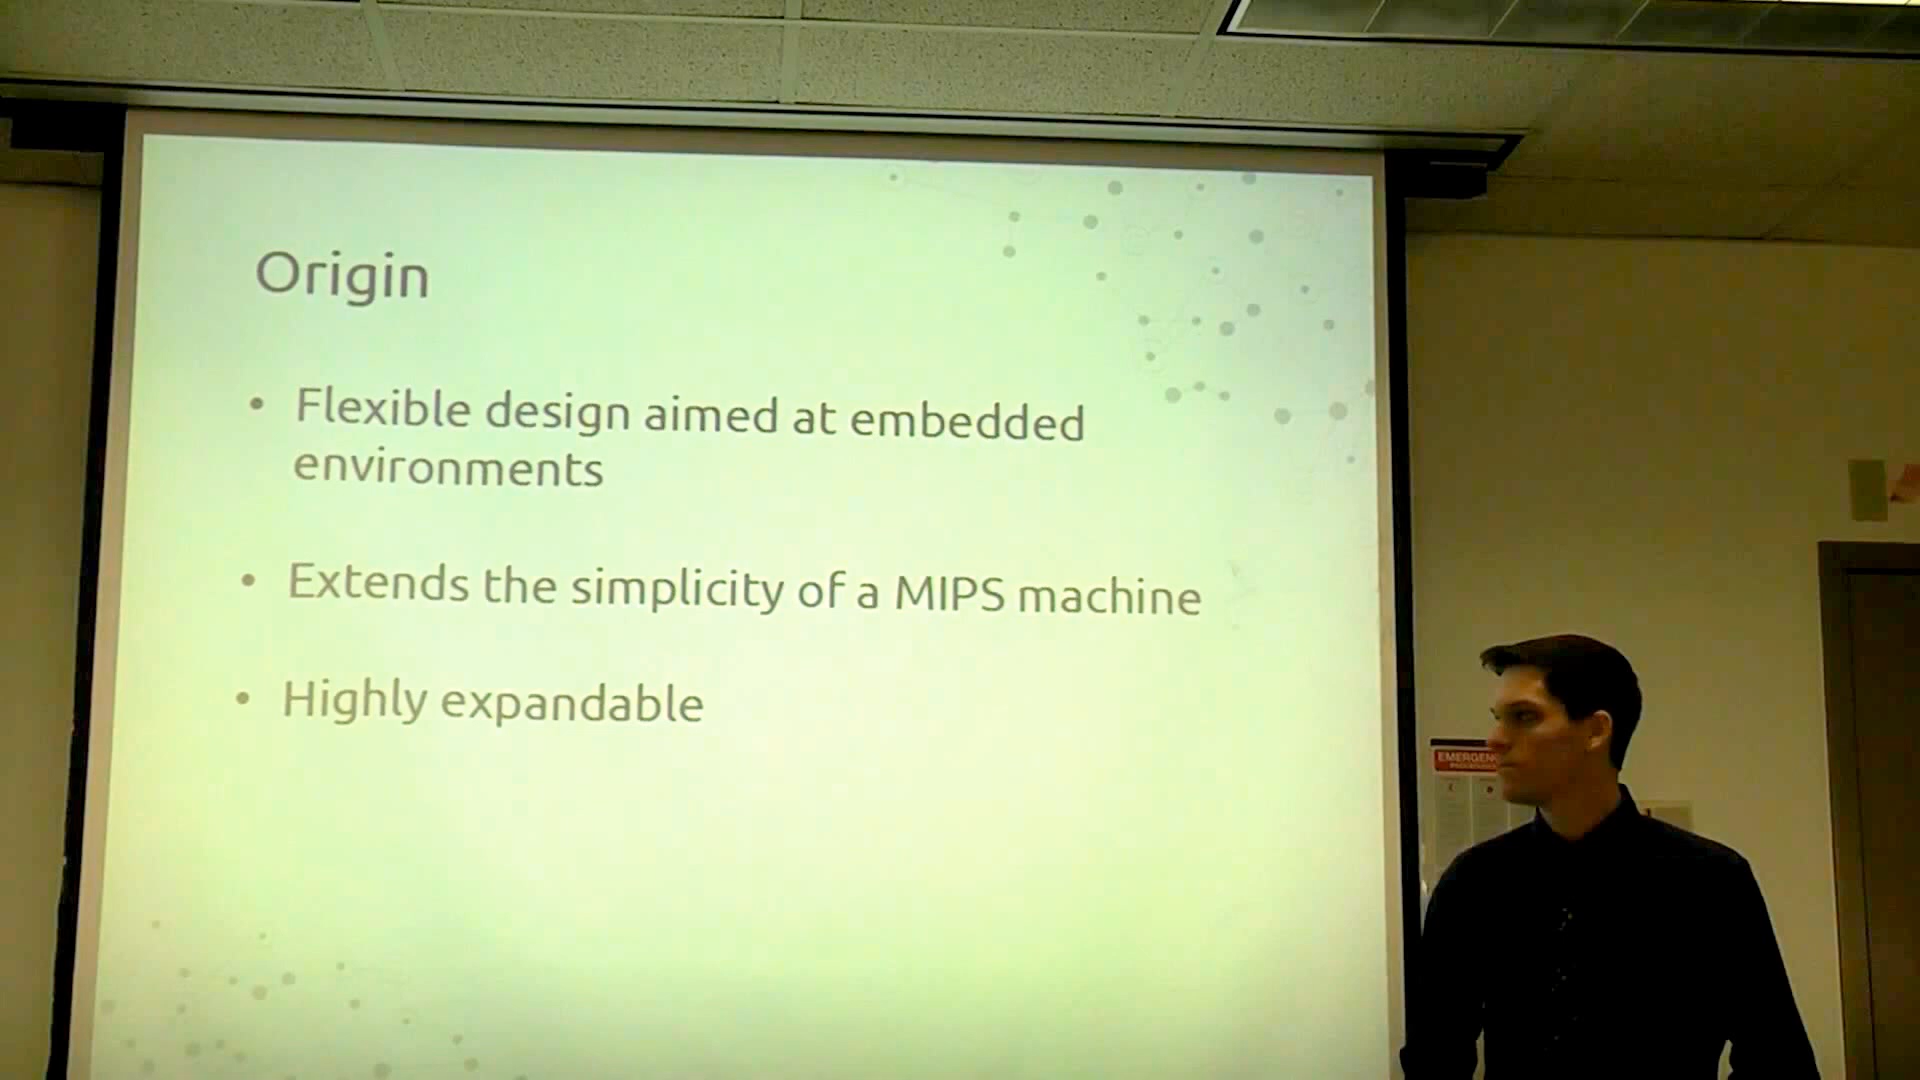 Origin
• Flexible design aimed at embedded
environments
• Extends the simplicity of a MIPS machine
• Highly expandable